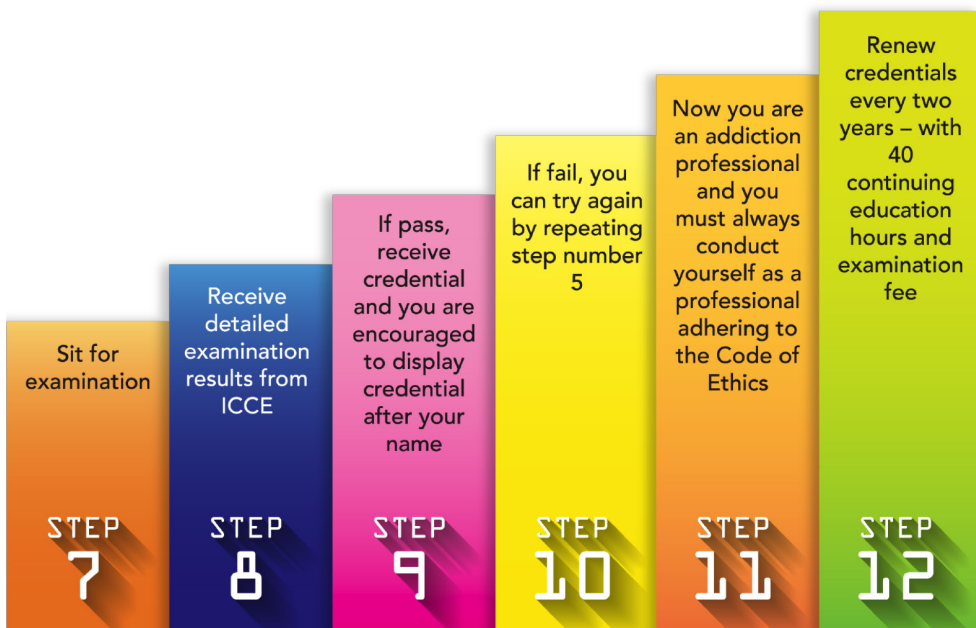 Sit for
examination
STEP
7
Receive
detailed
examination
results from
ICCE
STEP
8
If pass,
receive
credential
and you are
encouraged
to display
credential
after your
name
STEP
9
If fail, you
can try again
by repeating
step number
5
STEP
10
Now you are
an addiction
professional
and you
must always
conduct
yourself as a
professional
adhering to
the Code of
Ethics
STEP
11
Renew
credentials
every two
years – with
40
continuing
education
hours and
examination
fee
STEP
12